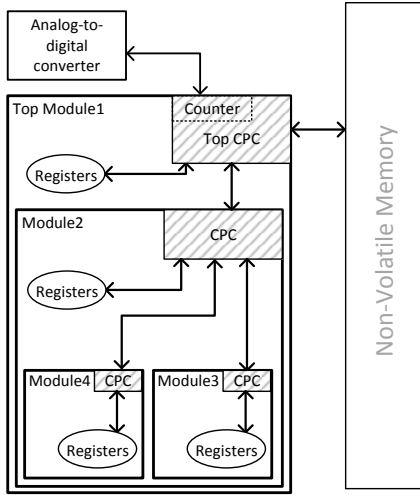 Analog-to-
digital
converter
Top Module1
Counter
Top CPC
Registers
Module2
CPC
Registers
Module4
CPC
Module3
CPC
Registers
Registers
Non-Volatile Memory